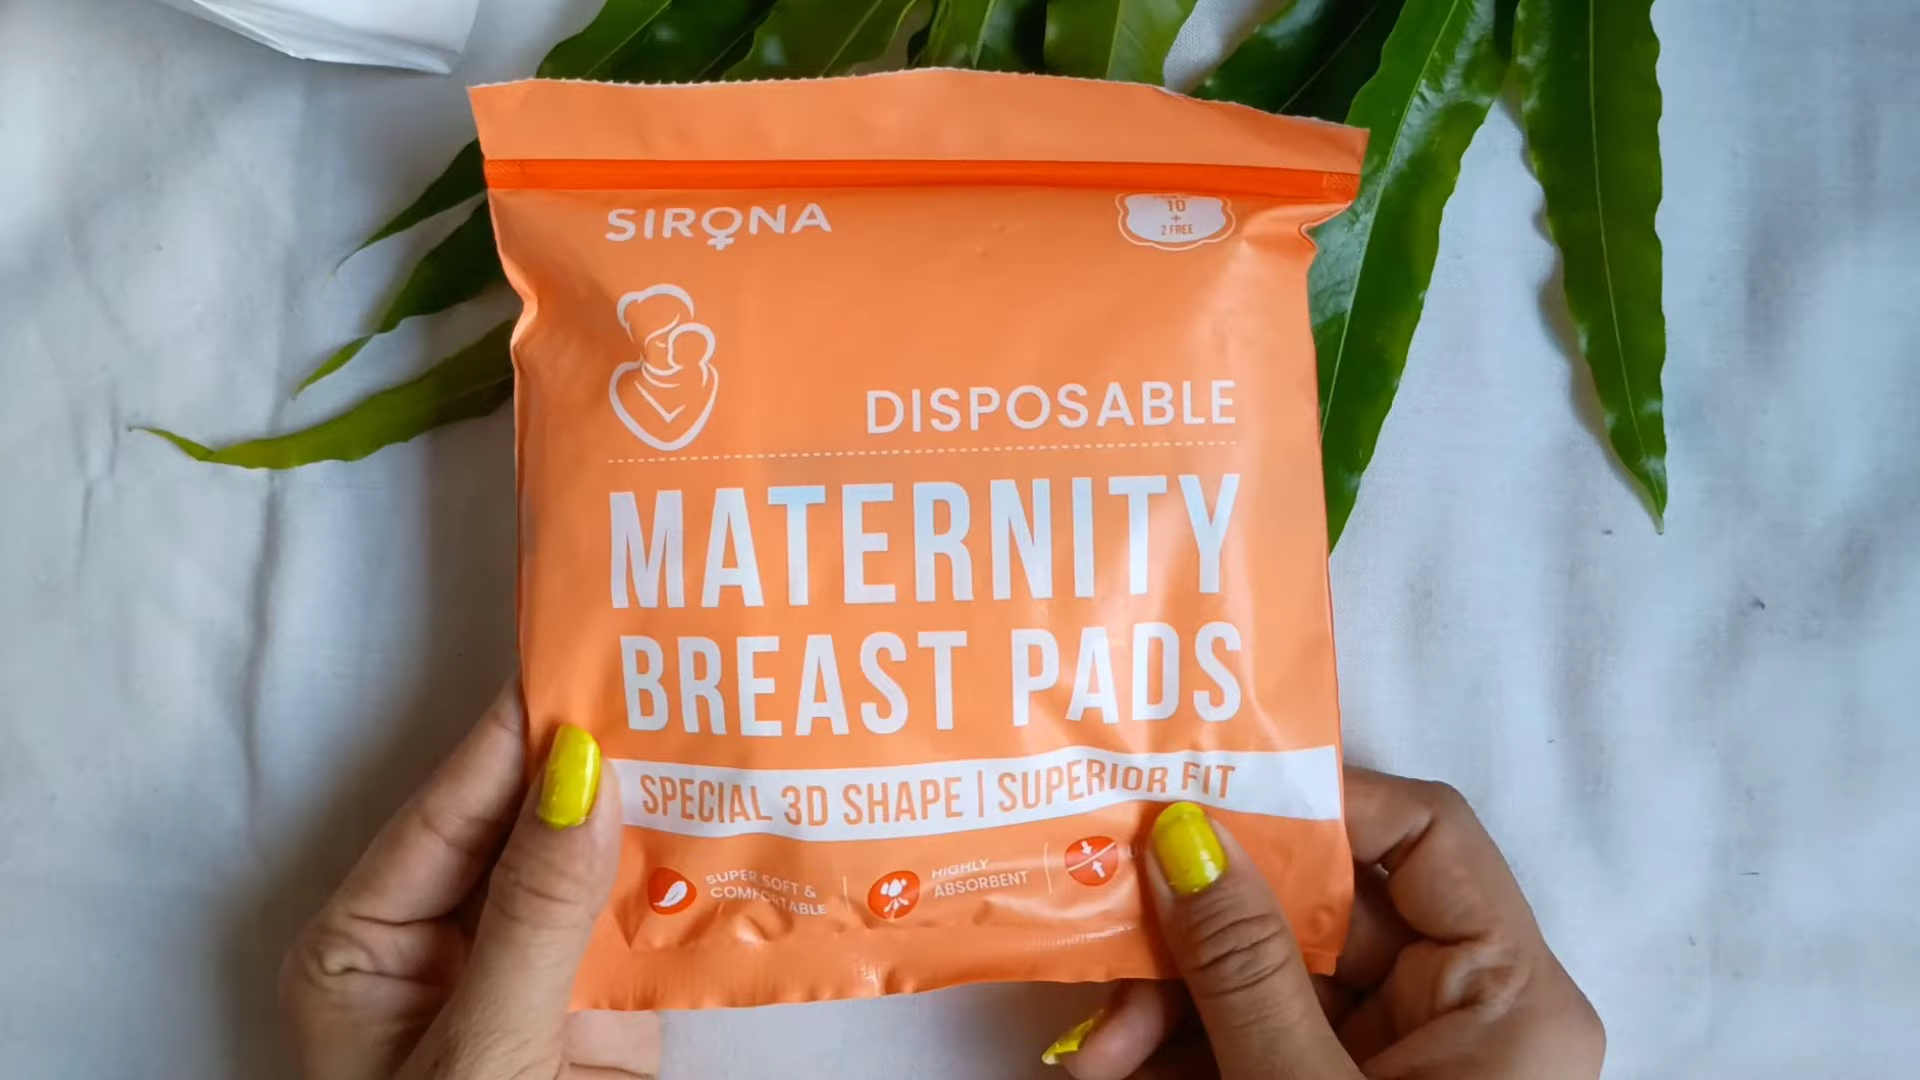 SIRONA
10
+
2 FREE
DISPOSABLE
MATERNITY
BREAST PADS
SPECIAL 3D SHAPE | SUPERIOR FIT
SUPER SOFT &
COMFORTABLE
HIGHLY
ABSORBENT